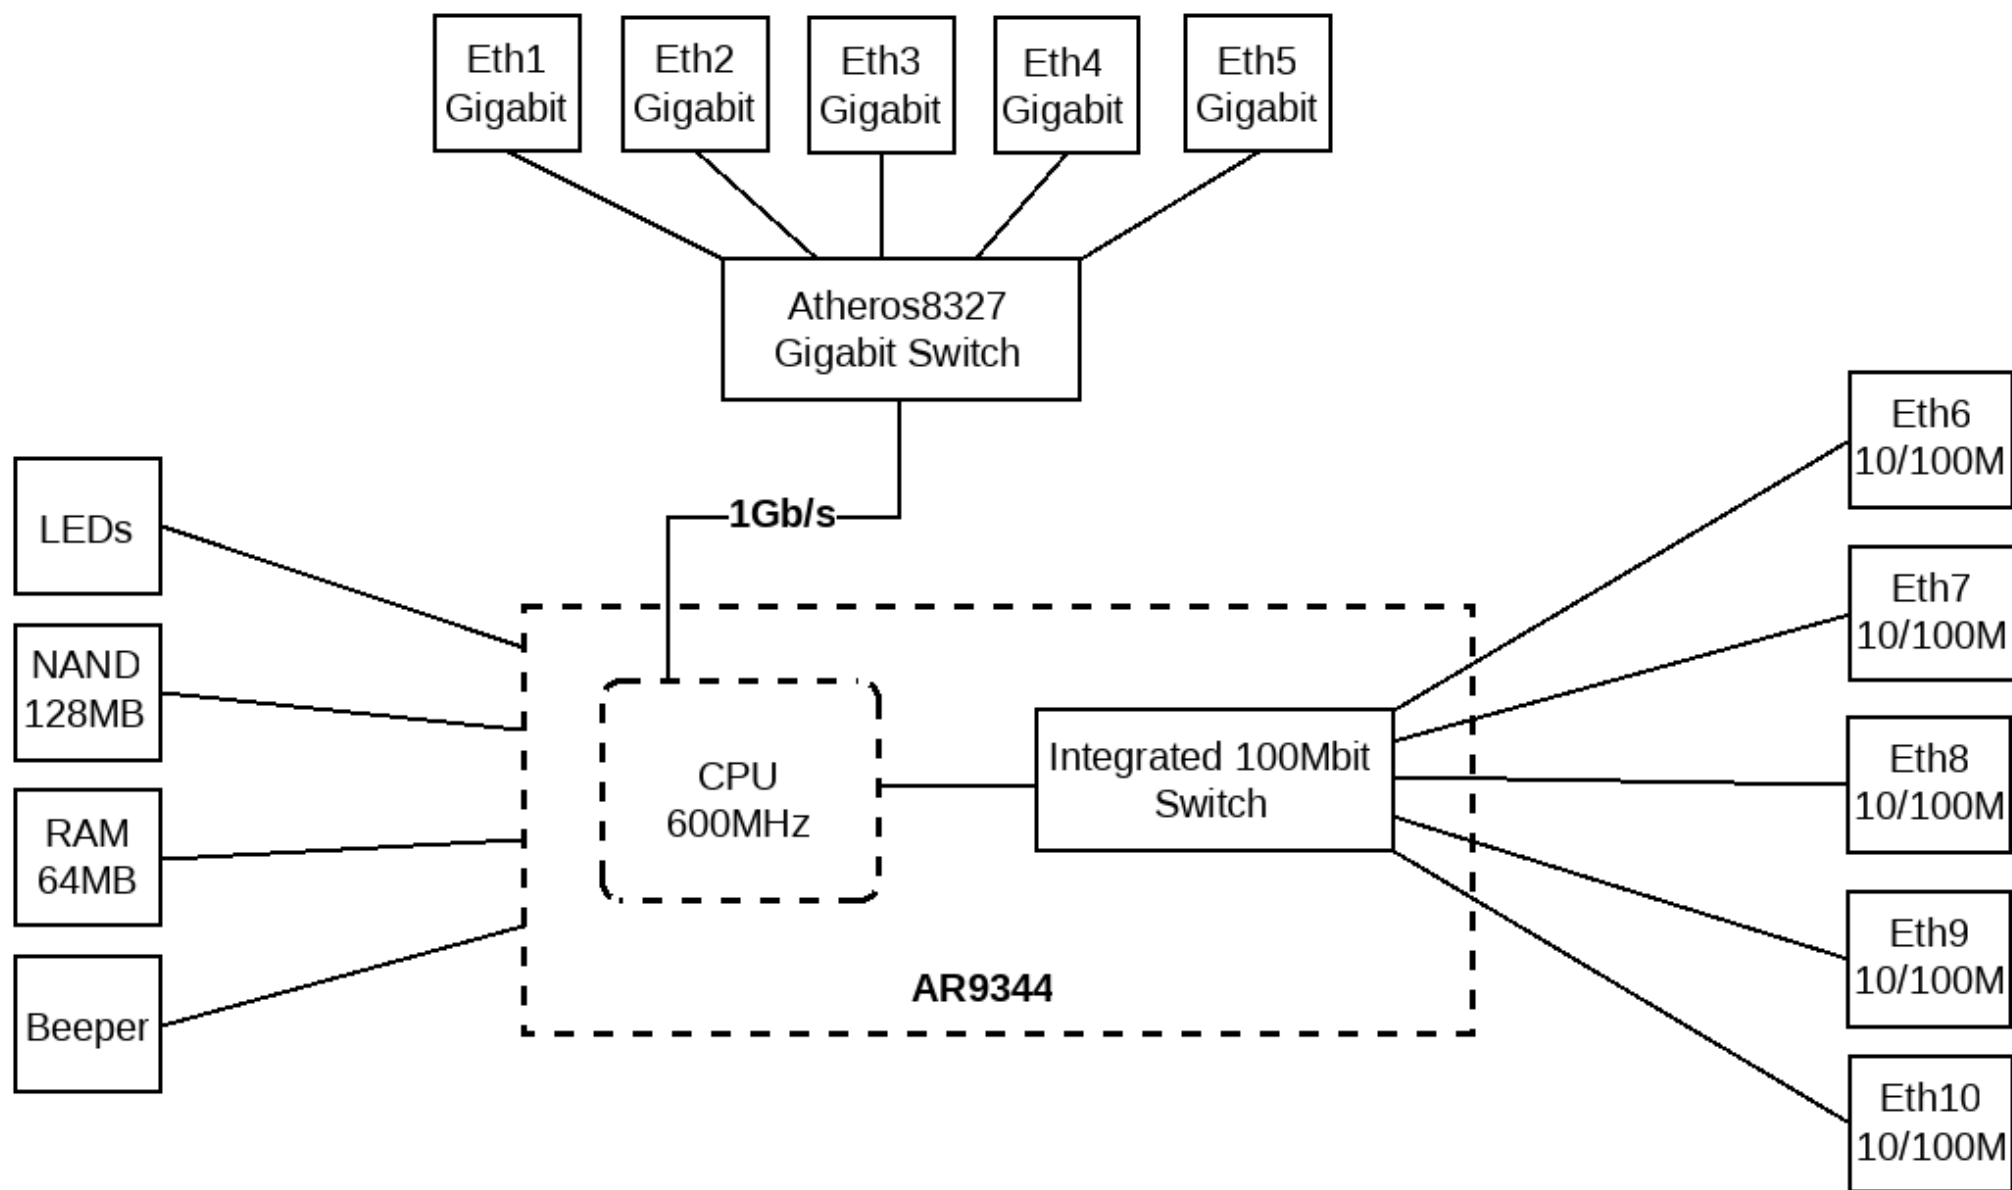 Eth1
Gigabit
Eth2
Gigabit
Eth3
Gigabit
Eth4
Gigabit
Eth5
Gigabit
Atheros8327
Gigabit Switch
1Gb/s
LEDs
NAND
128MB
RAM
64MB
Beeper
CPU
600MHz
Integrated 100Mbit
Switch
AR9344
Eth6
10/100M
Eth7
10/100M
Eth8
10/100M
Eth9
10/100M
Eth10
10/100M